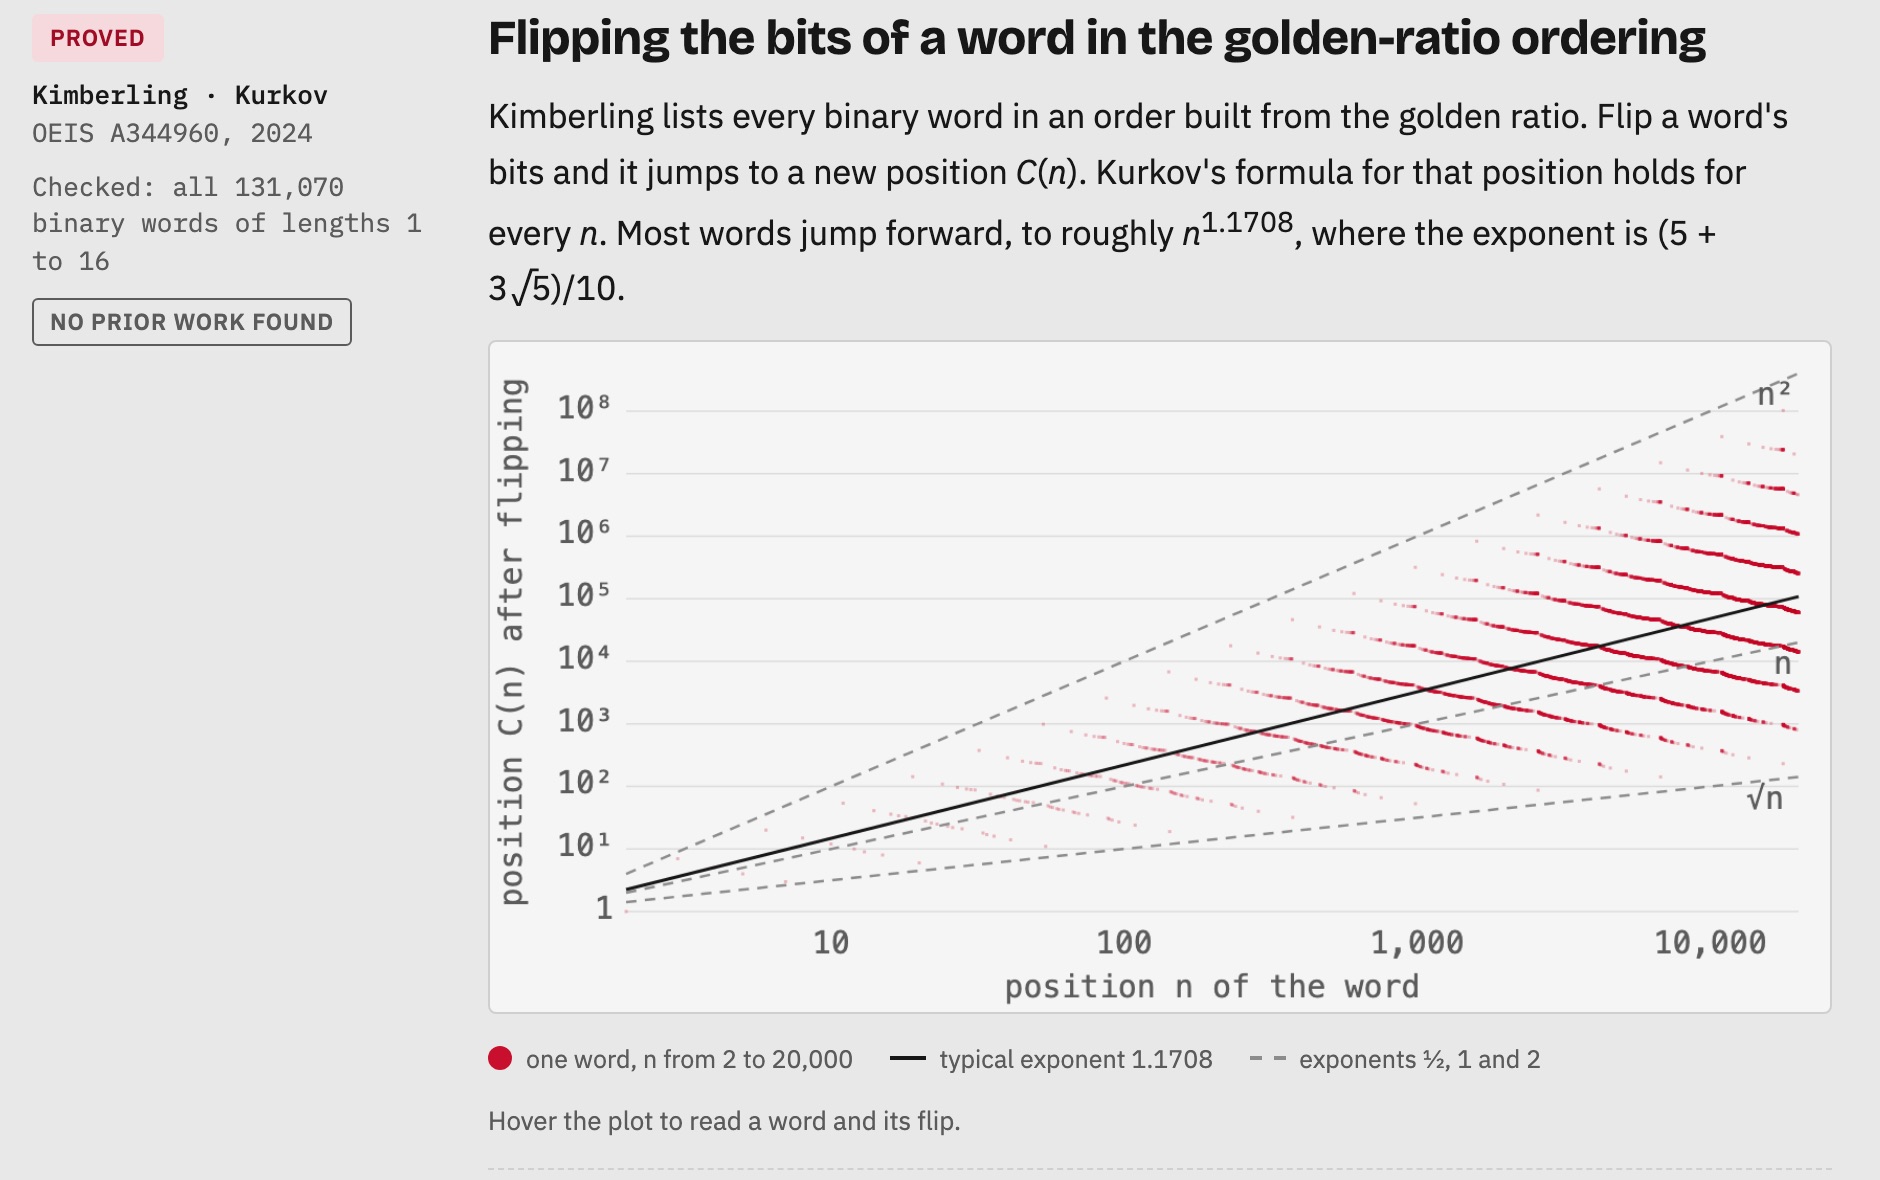 PROVED
Kimberling · Kurkov
OEIS A344960, 2024
Checked: all 131,070
binary words of lengths 1
to 16
NO PRIOR WORK FOUND
Flipping the bits of a word in the golden-ratio ordering
Kimberling lists every binary word in an order built from the golden ratio. Flip a word's
bits and it jumps to a new position C(n). Kurkov's formula for that position holds for
every n. Most words jump forward, to roughly n^1.1708, where the exponent is (5 +
3√5)/10.
position C(n) after flipping
10⁸
10⁷
10⁶
10⁵
10⁴
10³
10²
10¹
1
n²
n
√n
10
100
1,000
10,000
position n of the word
one word, n from 2 to 20,000
typical exponent 1.1708
exponents ½, 1 and 2
Hover the plot to read a word and its flip.